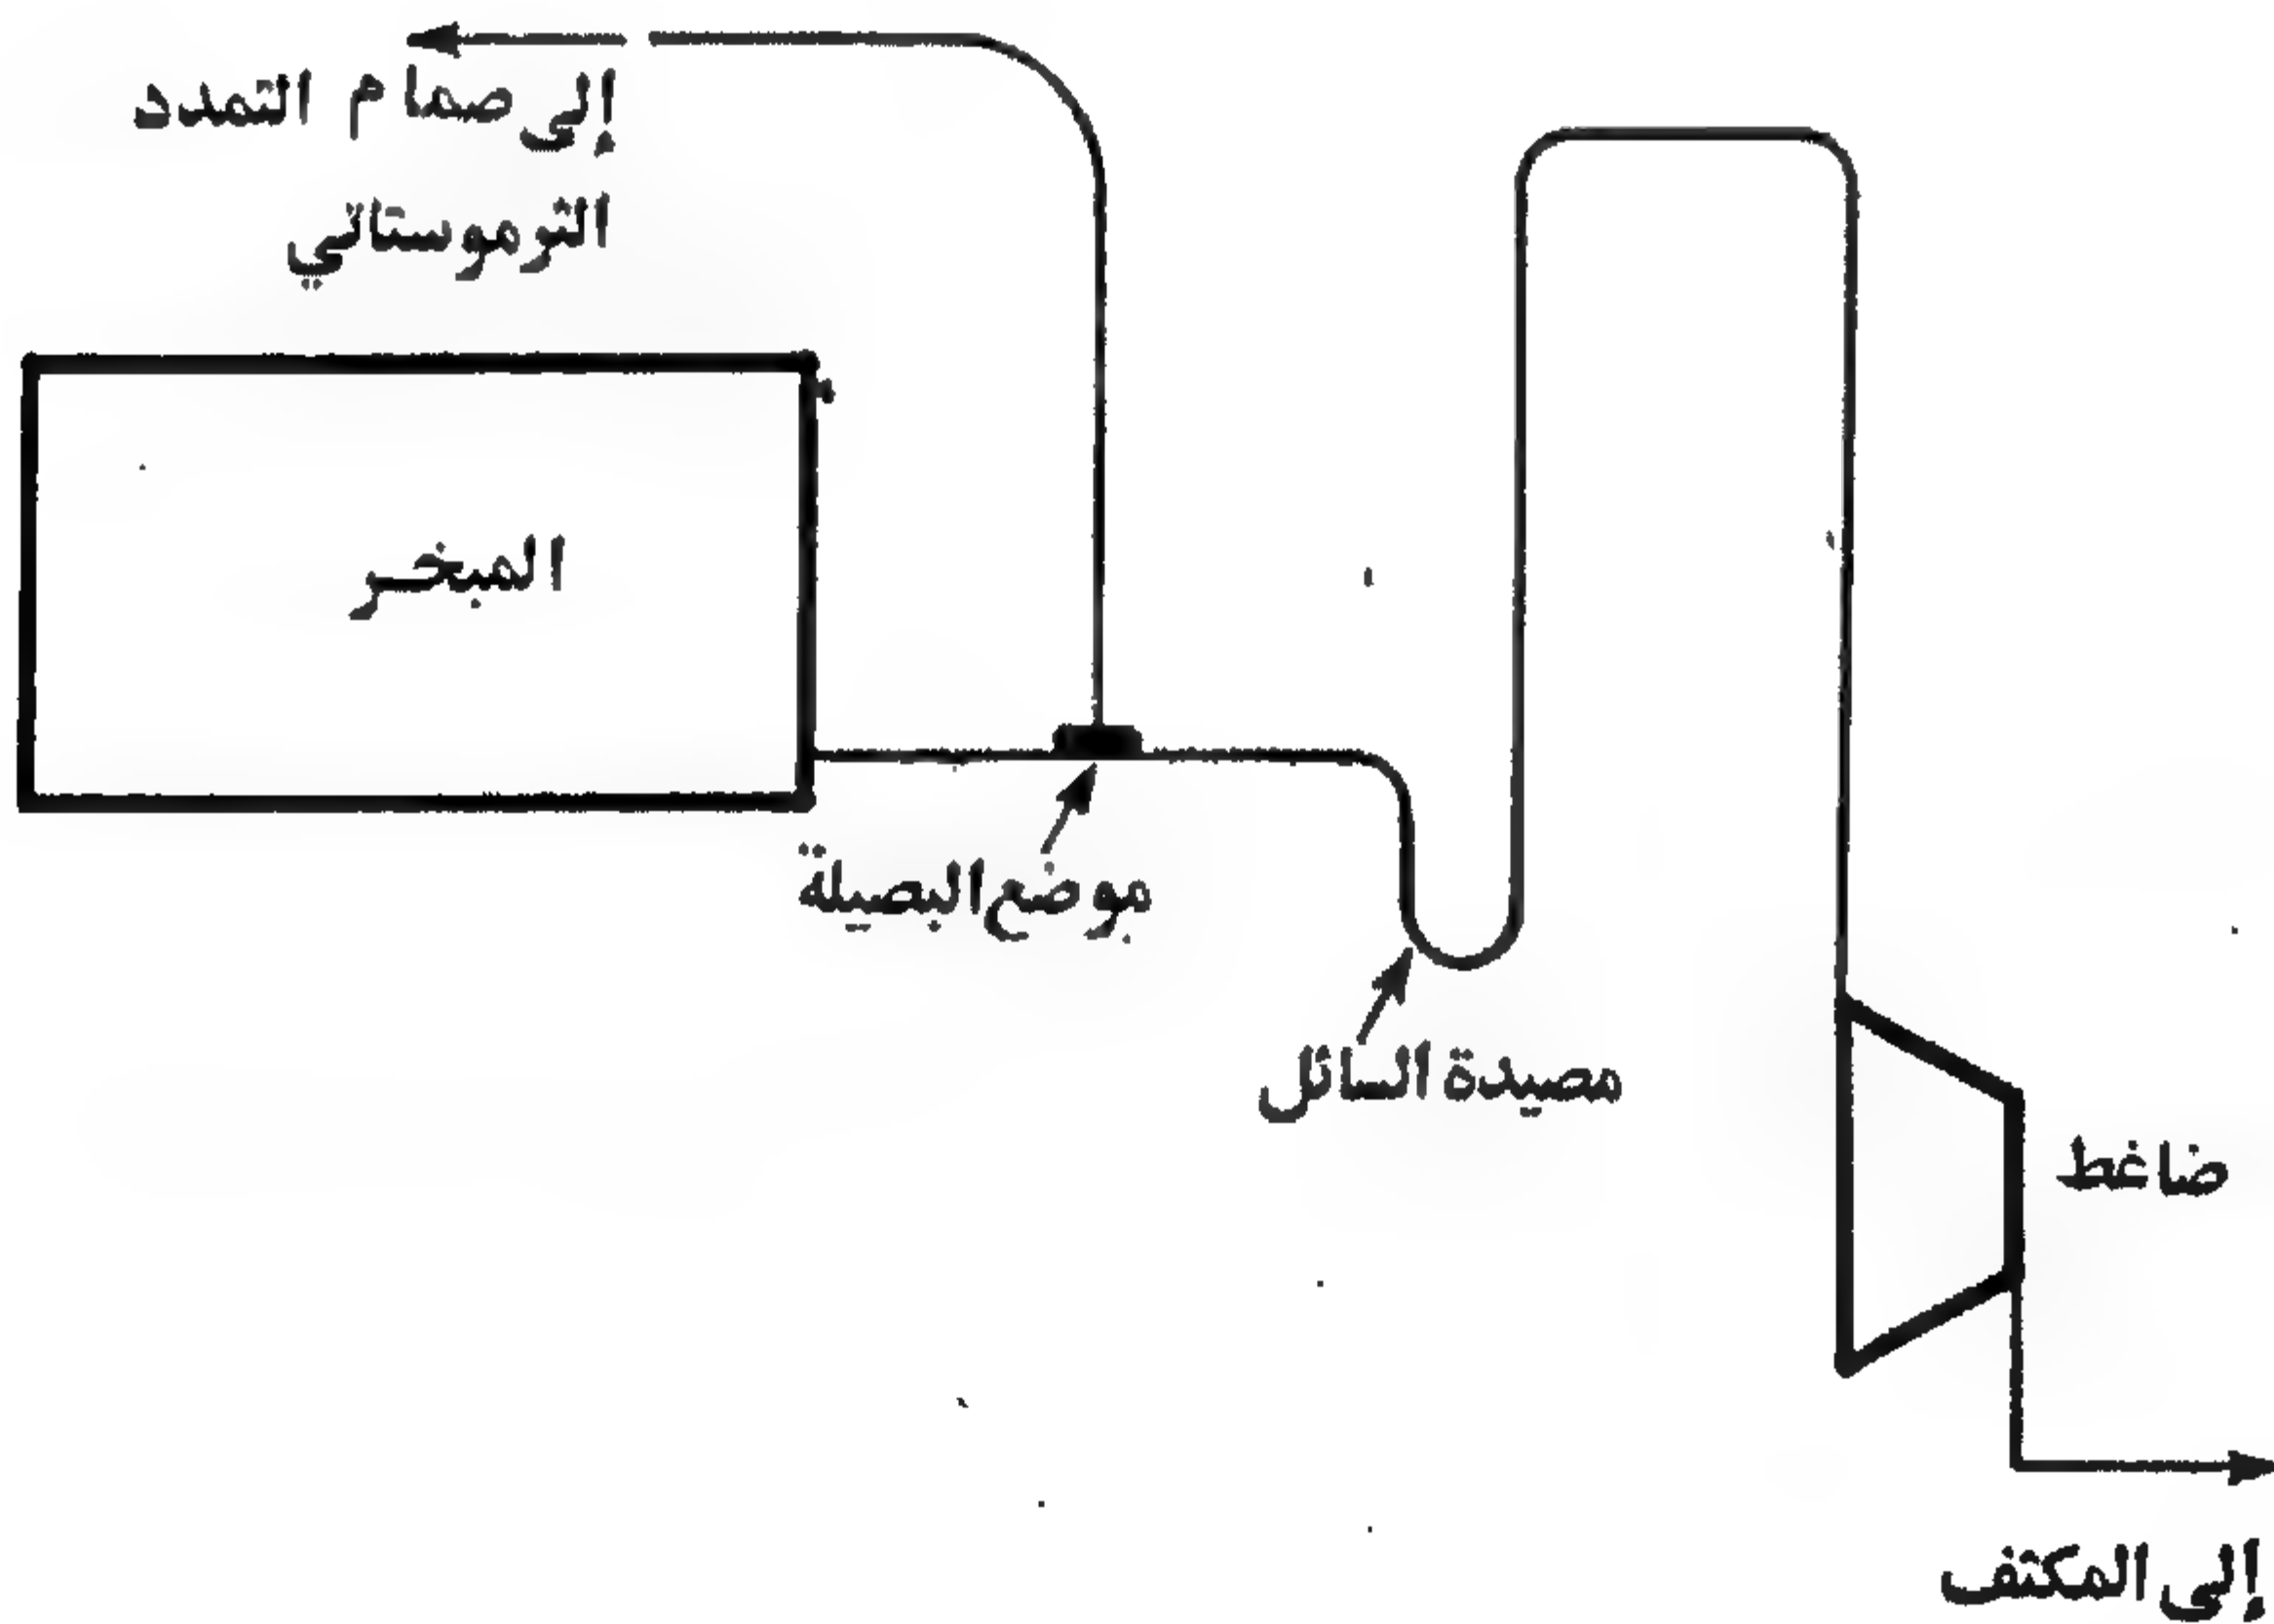 إلى صمام التمدد
الترموستاتي
المبخر
موضع البصيلة
مصيدة السائل
ضاغط
إلى المكثف